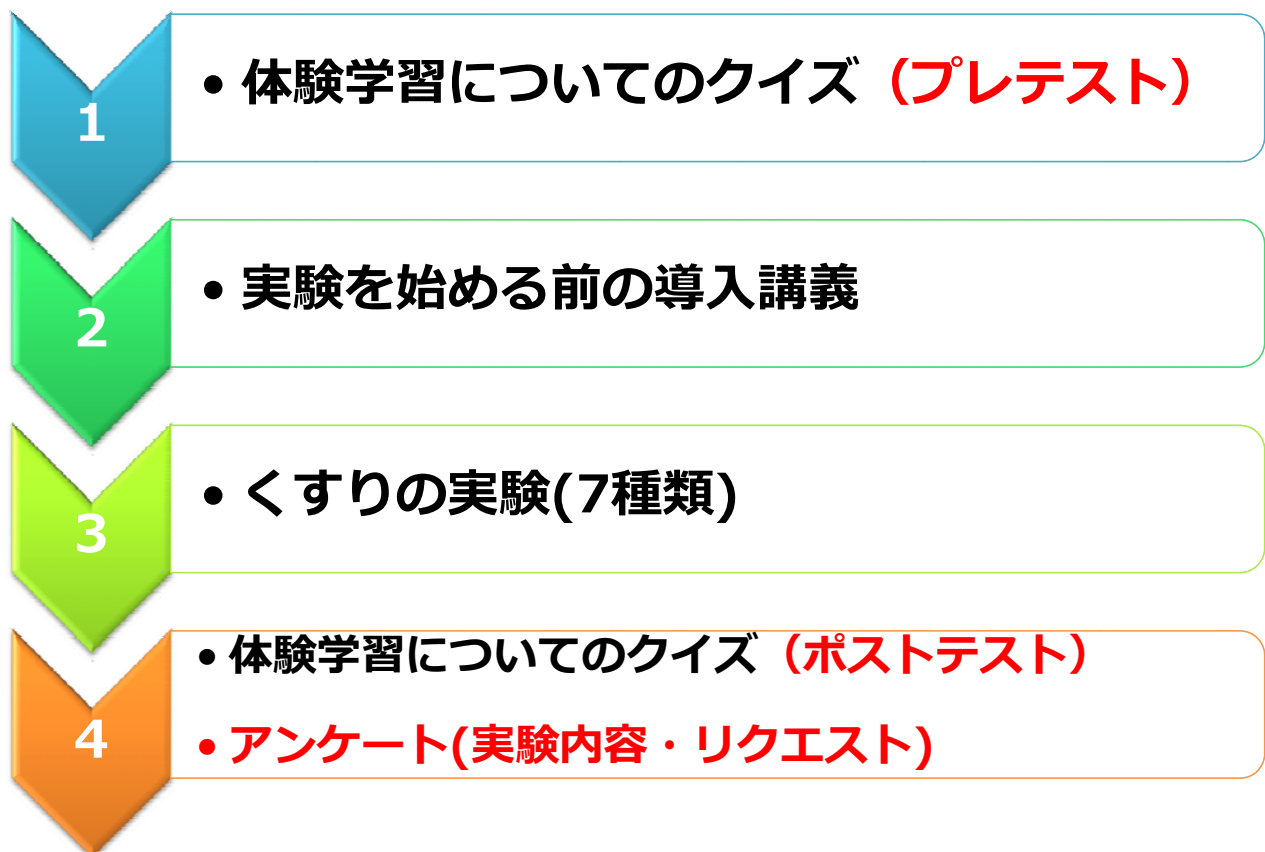 1
• 体験学習についてのクイズ（プレテスト）
2
• 実験を始める前の導入講義
3
• くすりの実験(7種類)
4
• 体験学習についてのクイズ（ポストテスト）
• アンケート(実験内容・リクエスト)